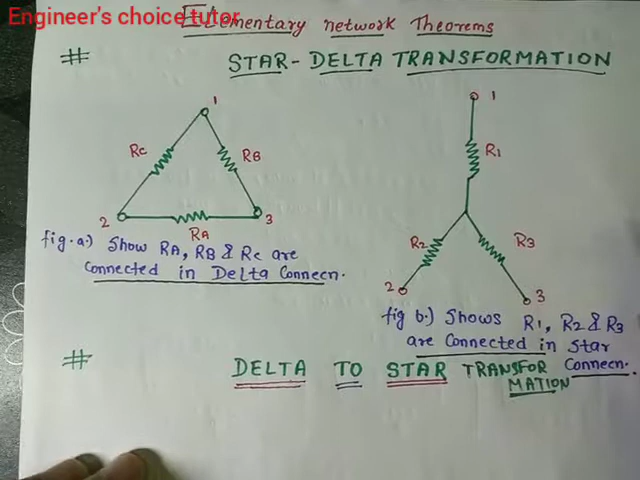 Engineer's choice tutor
Elementary network Theorems
# STAR-DELTA TRANSFORMATION
1
RC
RB
2
3
RA
fig.a.) Show RA, RB & RC are
Connected in Delta Connecn.
1
R1
R2
R3
2
3
fig b.) Shows R1, R2 & R3
are Connected in Star
Connecn.
# DELTA TO STAR TRANSFOR
MATION